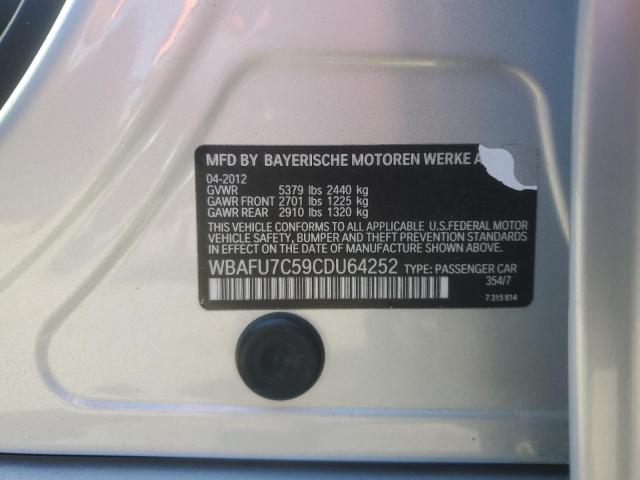 MFD BY BAYERISCHE MOTOREN WERKE
04-2012
GVWR 5379 lbs 2440 kg
GAWR FRONT 2701 lbs 1225 kg
GAWR REAR 2910 lbs 1320 kg
THIS VEHICLE CONFORMS TO ALL APPLICABLE U.S.FEDERAL MOTOR
VEHICLE SAFETY, BUMPER AND THEFT PREVENTION STANDARDS
IN EFFECT ON THE DATE OF MANUFACTURE SHOWN ABOVE.
WBAFU7C59CDU64252 TYPE: PASSENGER CAR
354/7
7 315 814